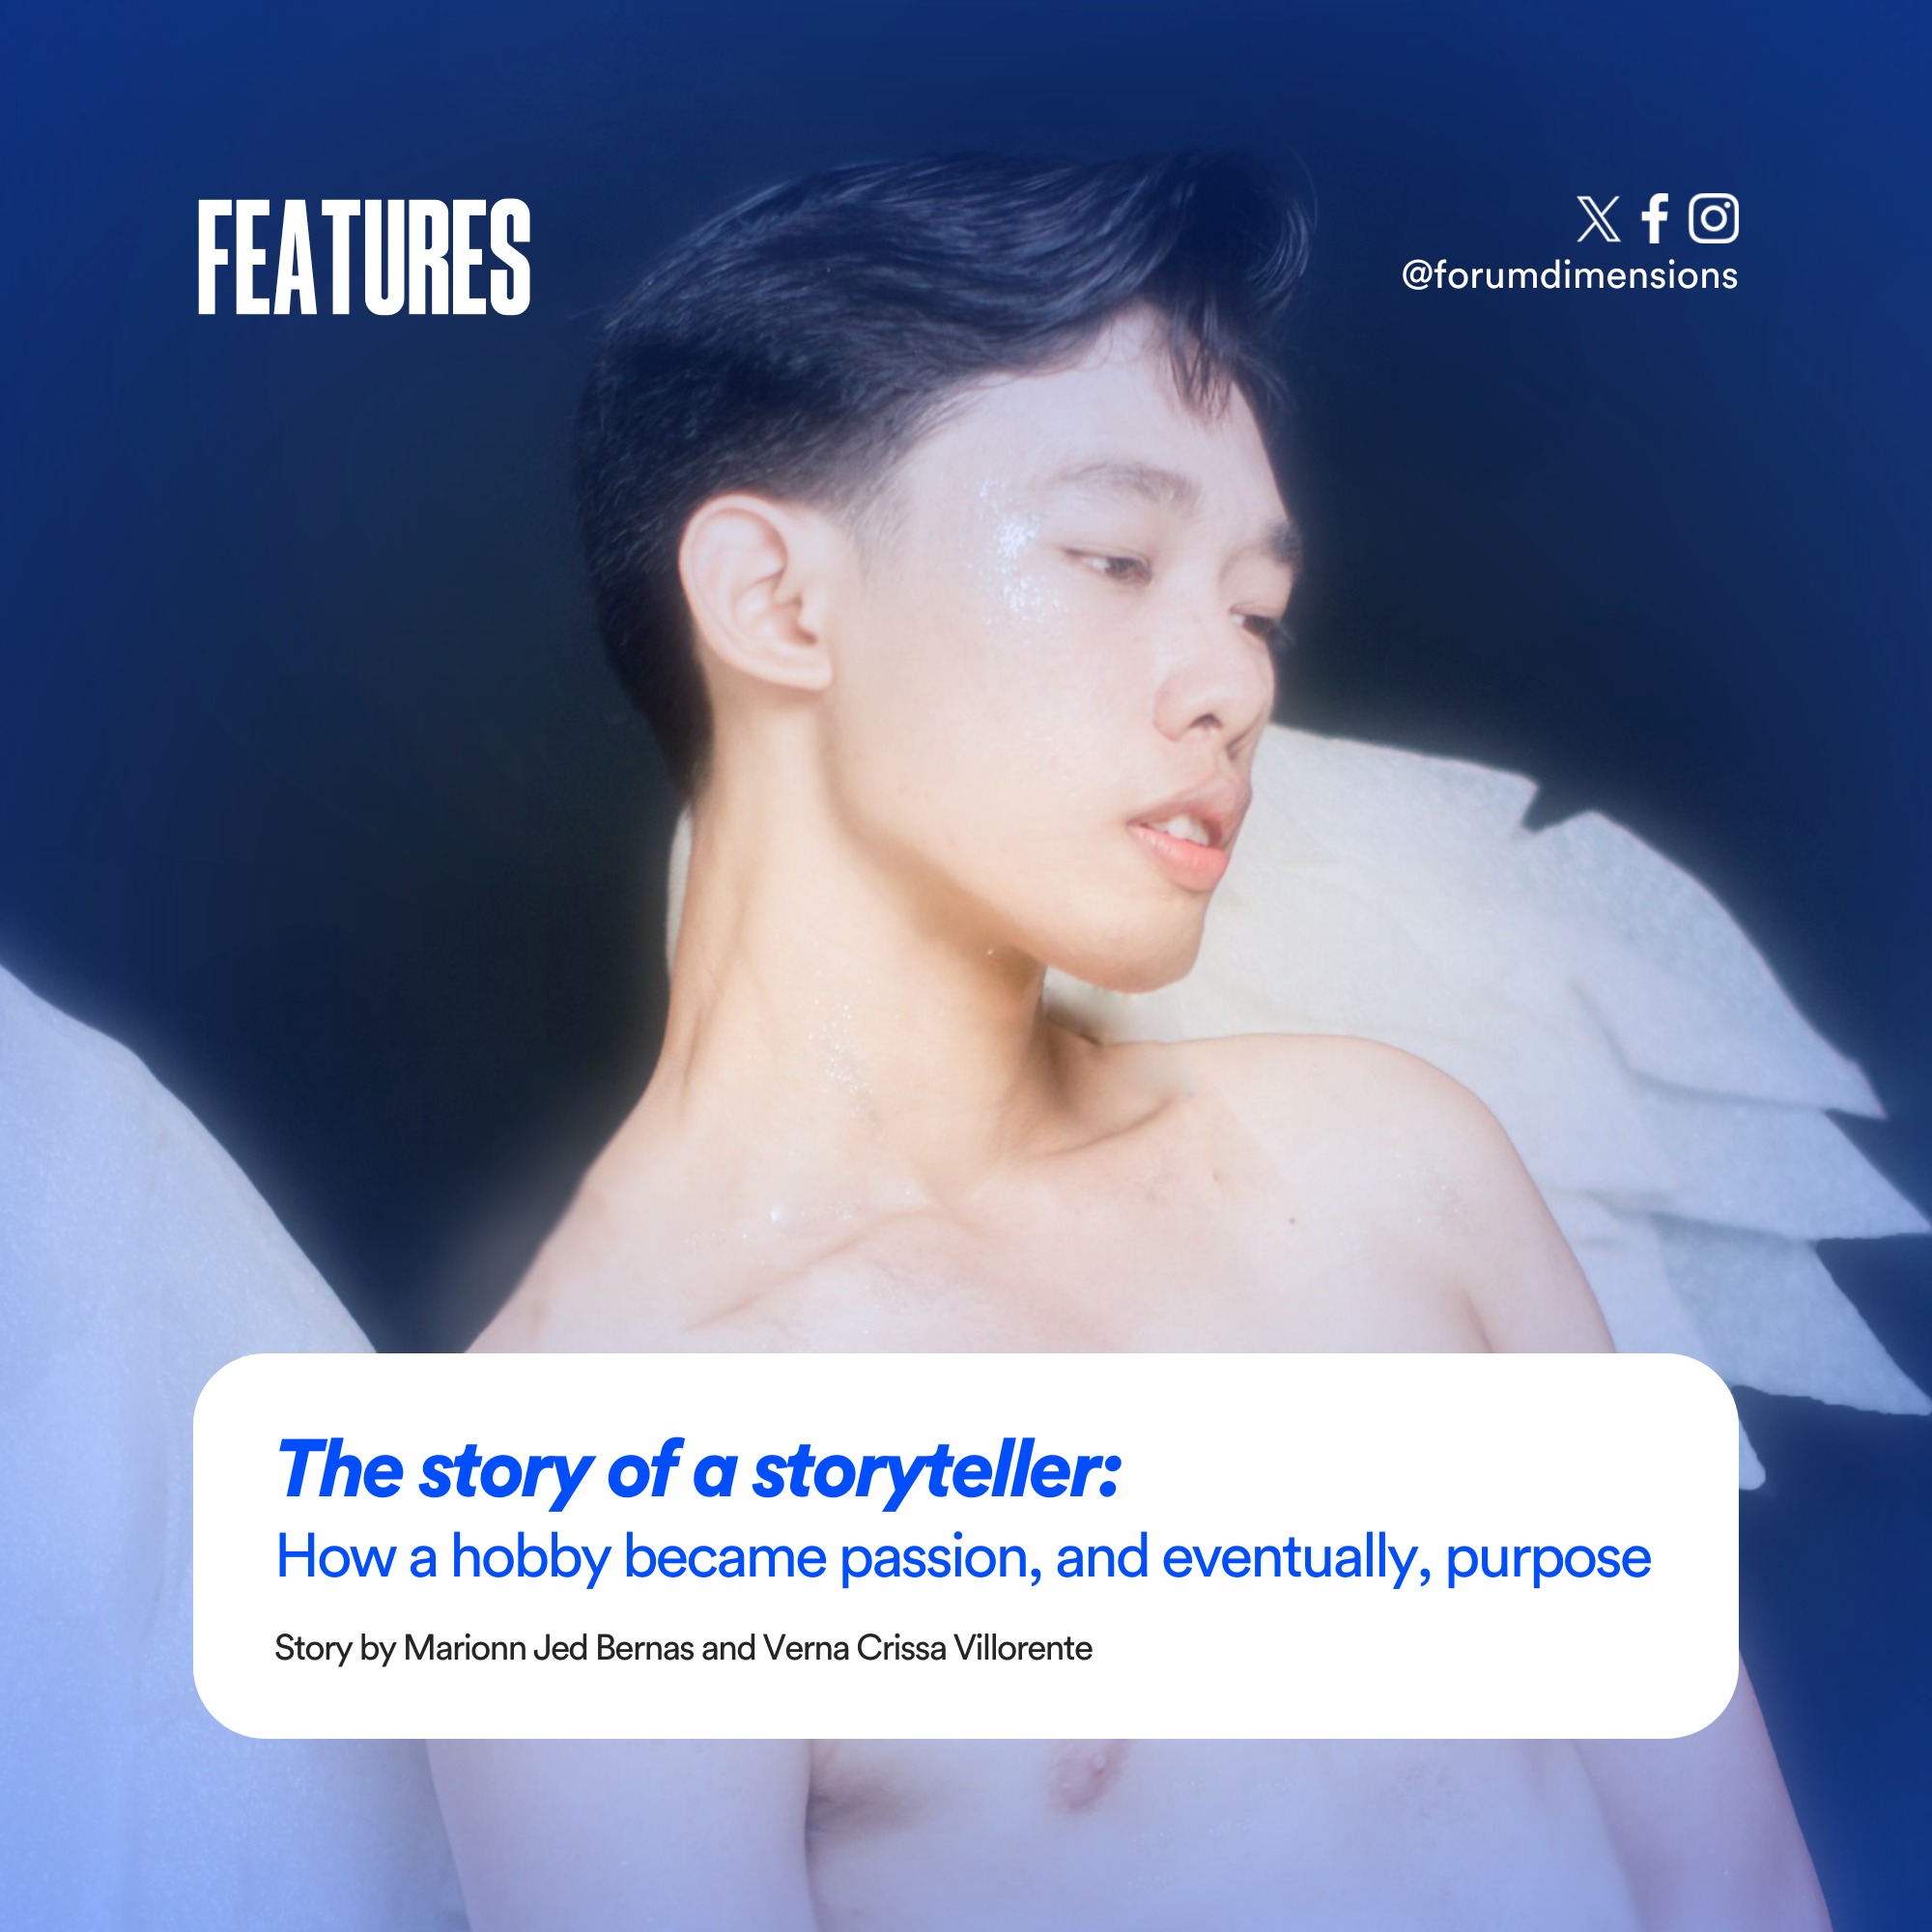 FEATURES
@forumdimensions
The story of a storyteller:
How a hobby became passion, and eventually, purpose
Story by Marionn Jed Bernas and Verna Crissa Villorente